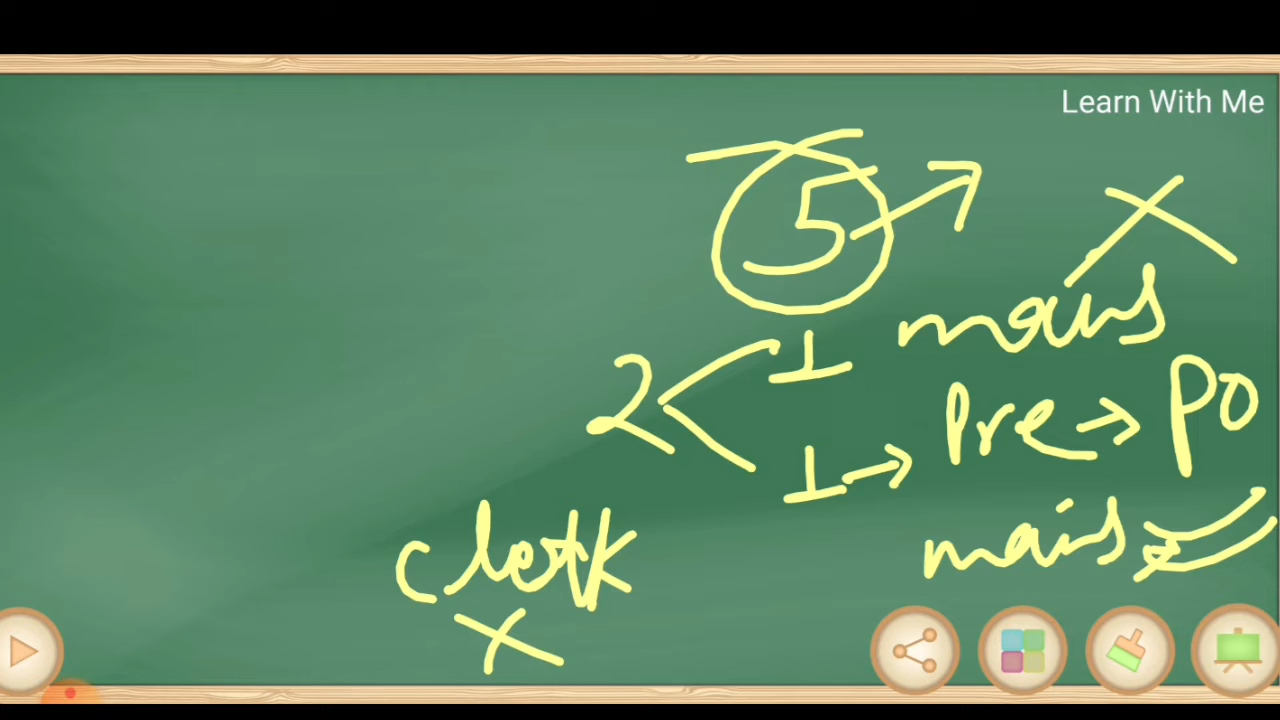 Learn With Me
5
mains
2 1
Pre → PO
1 →
mains
clerk